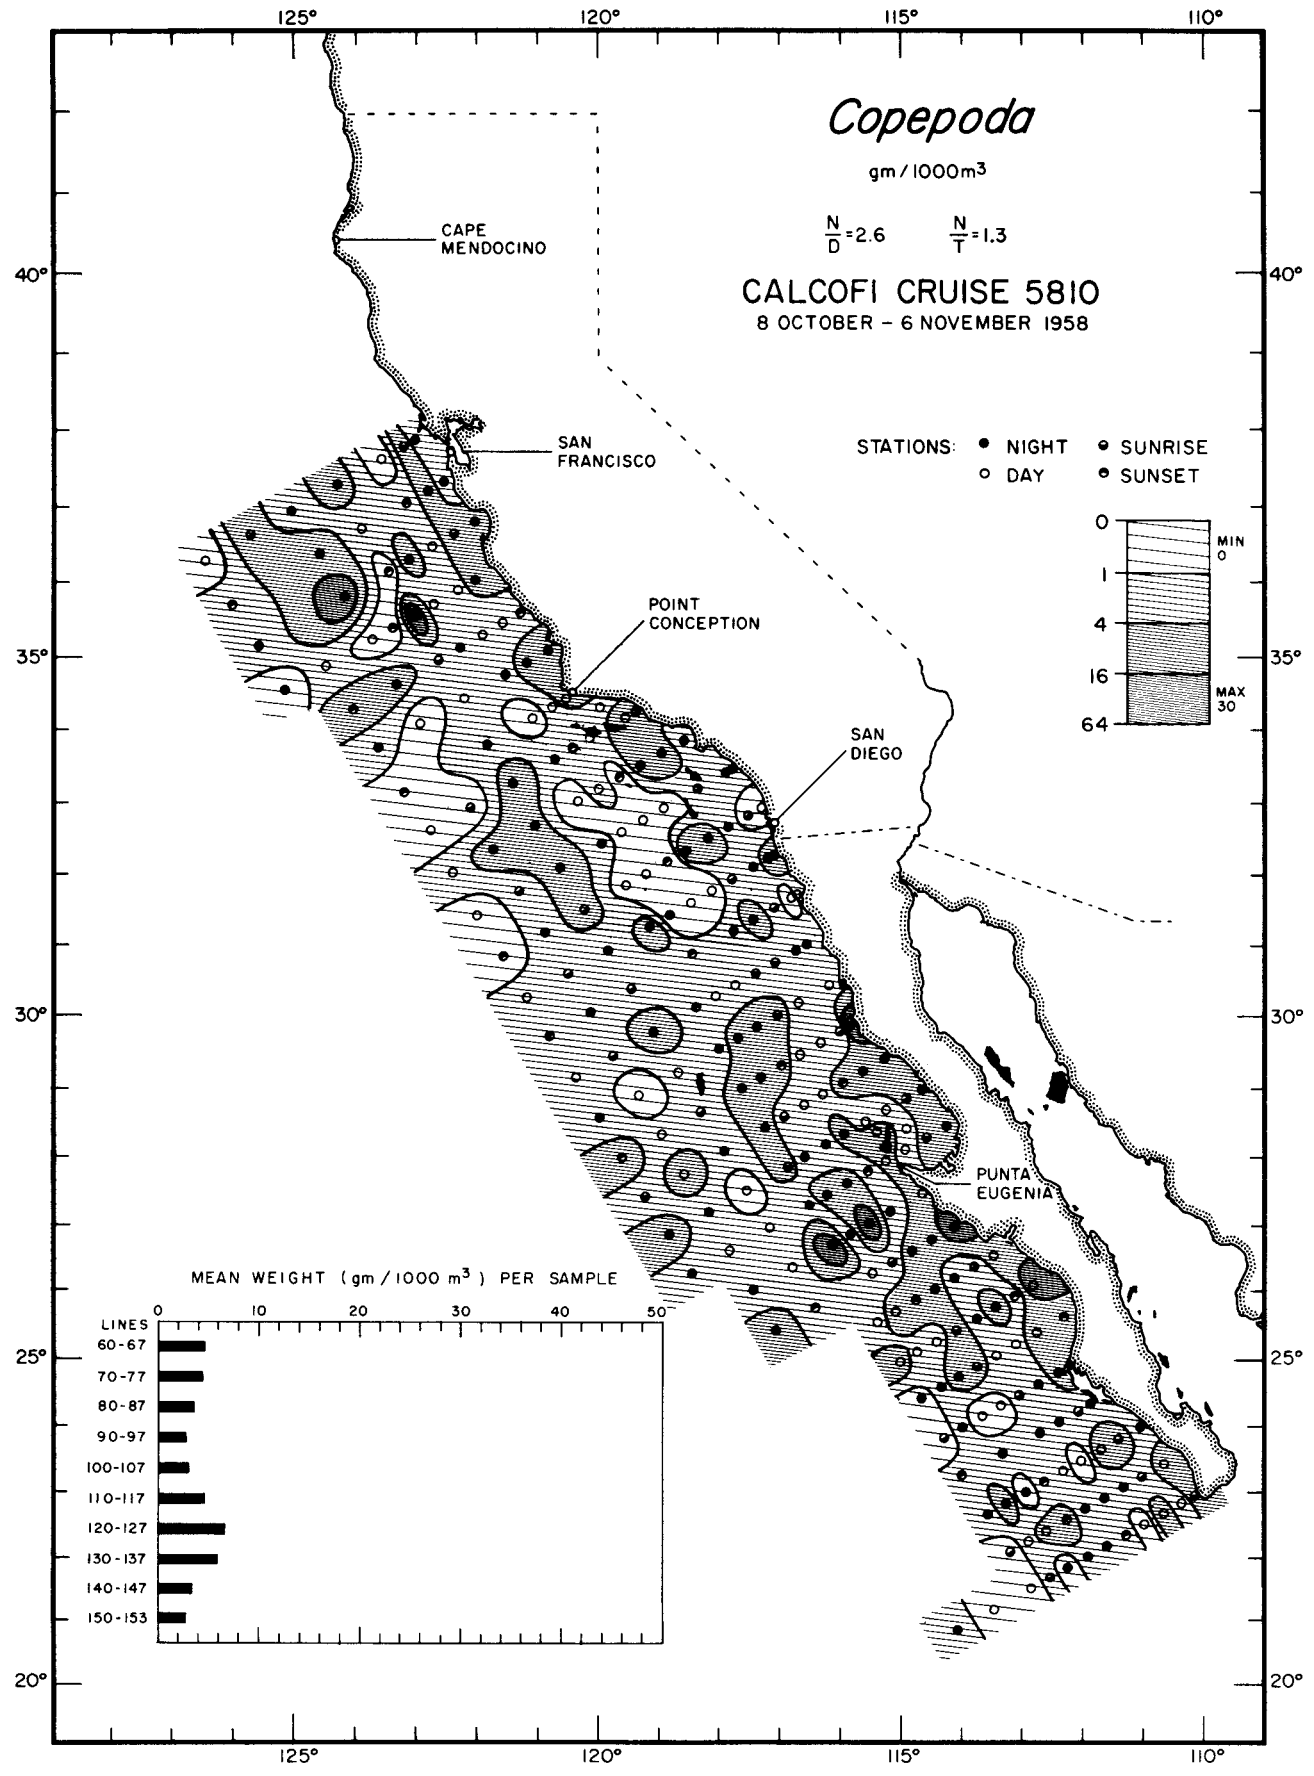 125° 120° 115° 110°
Copepoda
gm/1000m³
N/D=2.6 N/T=1.3
CALCOFI CRUISE 5810
8 OCTOBER – 6 NOVEMBER 1958
CAPE
MENDOCINO
40° 40°
STATIONS: ● NIGHT SUNRISE
○ DAY SUNSET
SAN
FRANCISCO
0
MIN
0
1
4
16
MAX
30
64
POINT
CONCEPTION
35° 35°
SAN
DIEGO
30° 30°
PUNTA
EUGENIA
MEAN WEIGHT (gm/1000 m³) PER SAMPLE
0 10 20 30 40 50
LINES
60-67
70-77
80-87
90-97
100-107
110-117
120-127
130-137
140-147
150-153
25° 25°
20° 20°
125° 120° 115° 110°